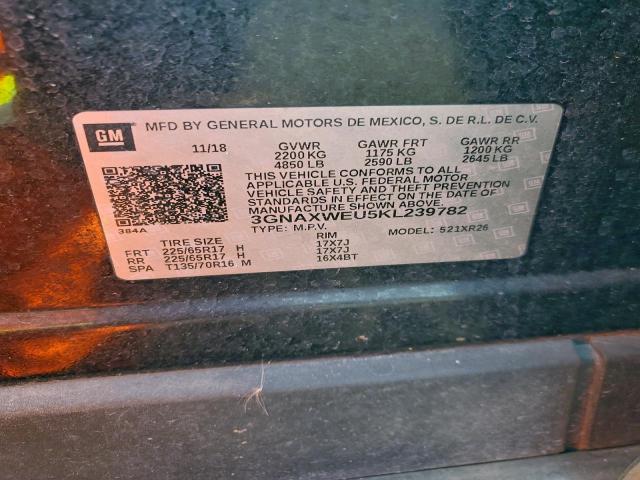 GM MFD BY GENERAL MOTORS DE MEXICO, S. DE R.L. DE C.V.
11/18 GVWR GAWR FRT GAWR RR
2200 KG 1175 KG 1200 KG
4850 LB 2590 LB 2645 LB
THIS VEHICLE CONFORMS TO ALL
APPLICABLE U.S. FEDERAL MOTOR
VEHICLE SAFETY AND THEFT PREVENTION
STANDARDS IN EFFECT ON THE DATE OF
MANUFACTURE SHOWN ABOVE.
3GNAXWEU5KL239782
384A
TYPE: M.P.V. MODEL: 521XR26
TIRE SIZE RIM
FRT 225/65R17 H 17X7J
RR 225/65R17 H 17X7J
SPA T135/70R16 M 16X4BT